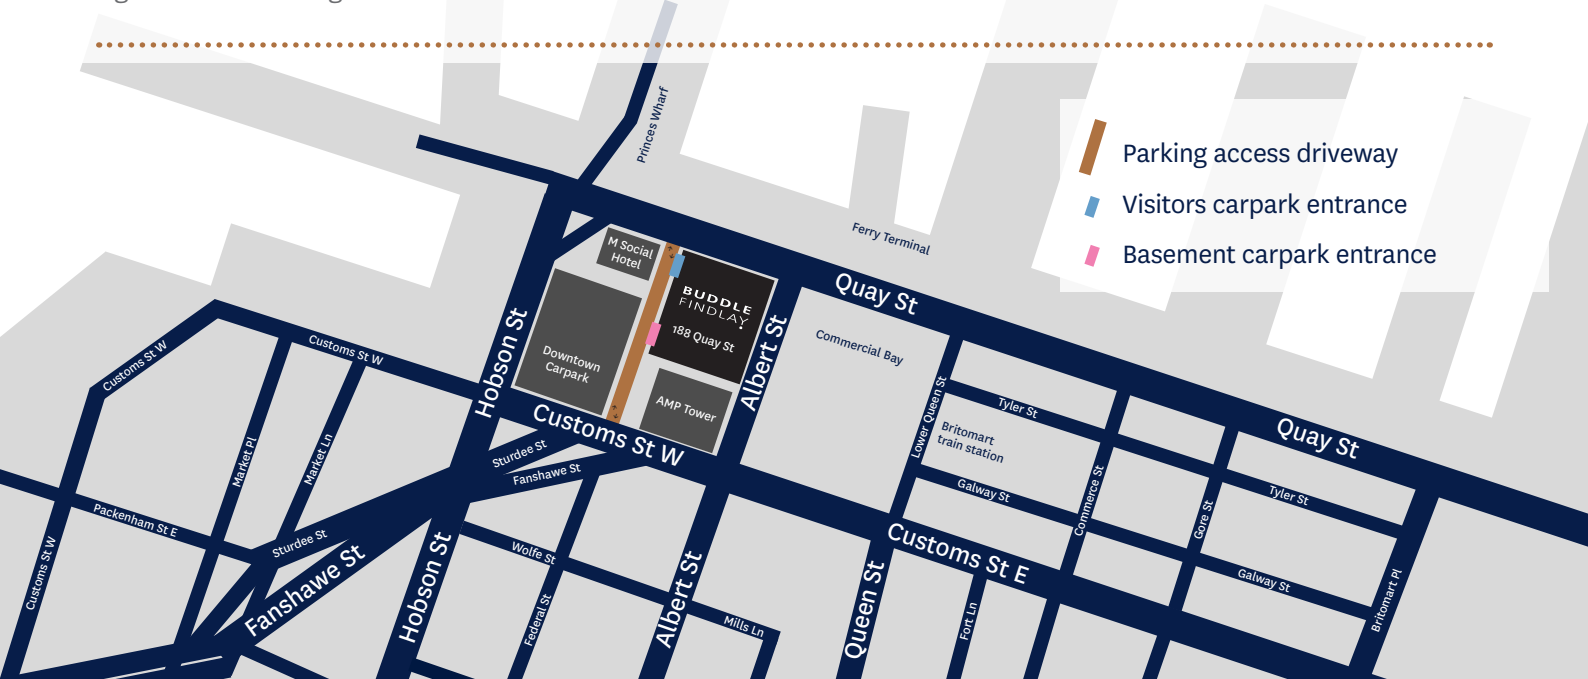 Princes Wharf
Parking access driveway
Visitors carpark entrance
Basement carpark entrance
Ferry Terminal
M Social
Hotel
BUDDLE
FINDLAY
188 Quay St
Quay St
Hobson St
Albert St
Commercial Bay
Customs St W
Customs St W
Downtown
Carpark
AMP Tower
Customs St W
Lower Queen St
Tyler St
Britomart
train station
Quay St
Market Pl
Market Ln
Sturdee St
Fanshawe St
Galway St
Commerce St
Gore St
Tyler St
Packenham St E
Sturdee St
Customs St W
Fanshawe St
Hobson St
Wolfe St
Federal St
Albert St
Mills Ln
Queen St
Customs St E
Fort Ln
Galway St
Britomart Pl